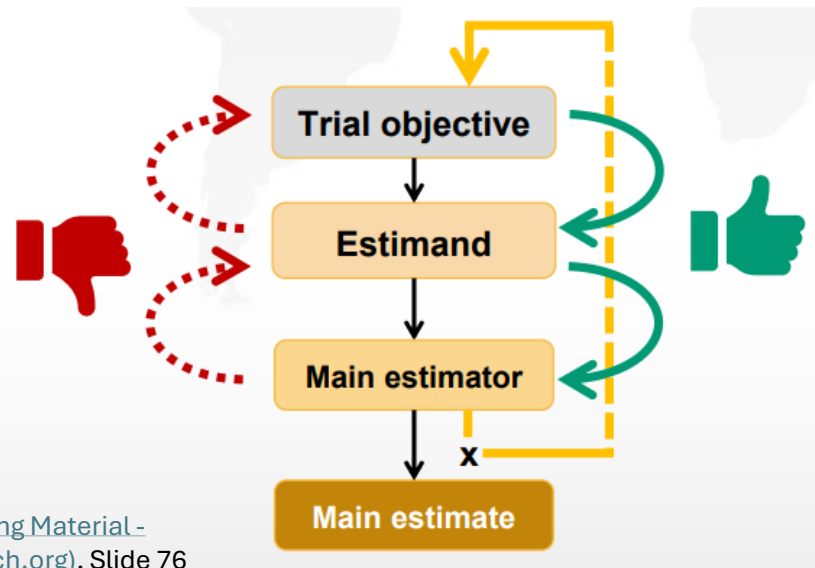 Trial objective
Estimand
Main estimator
x
Main estimate
ng Material -
ch.org). Slide 76